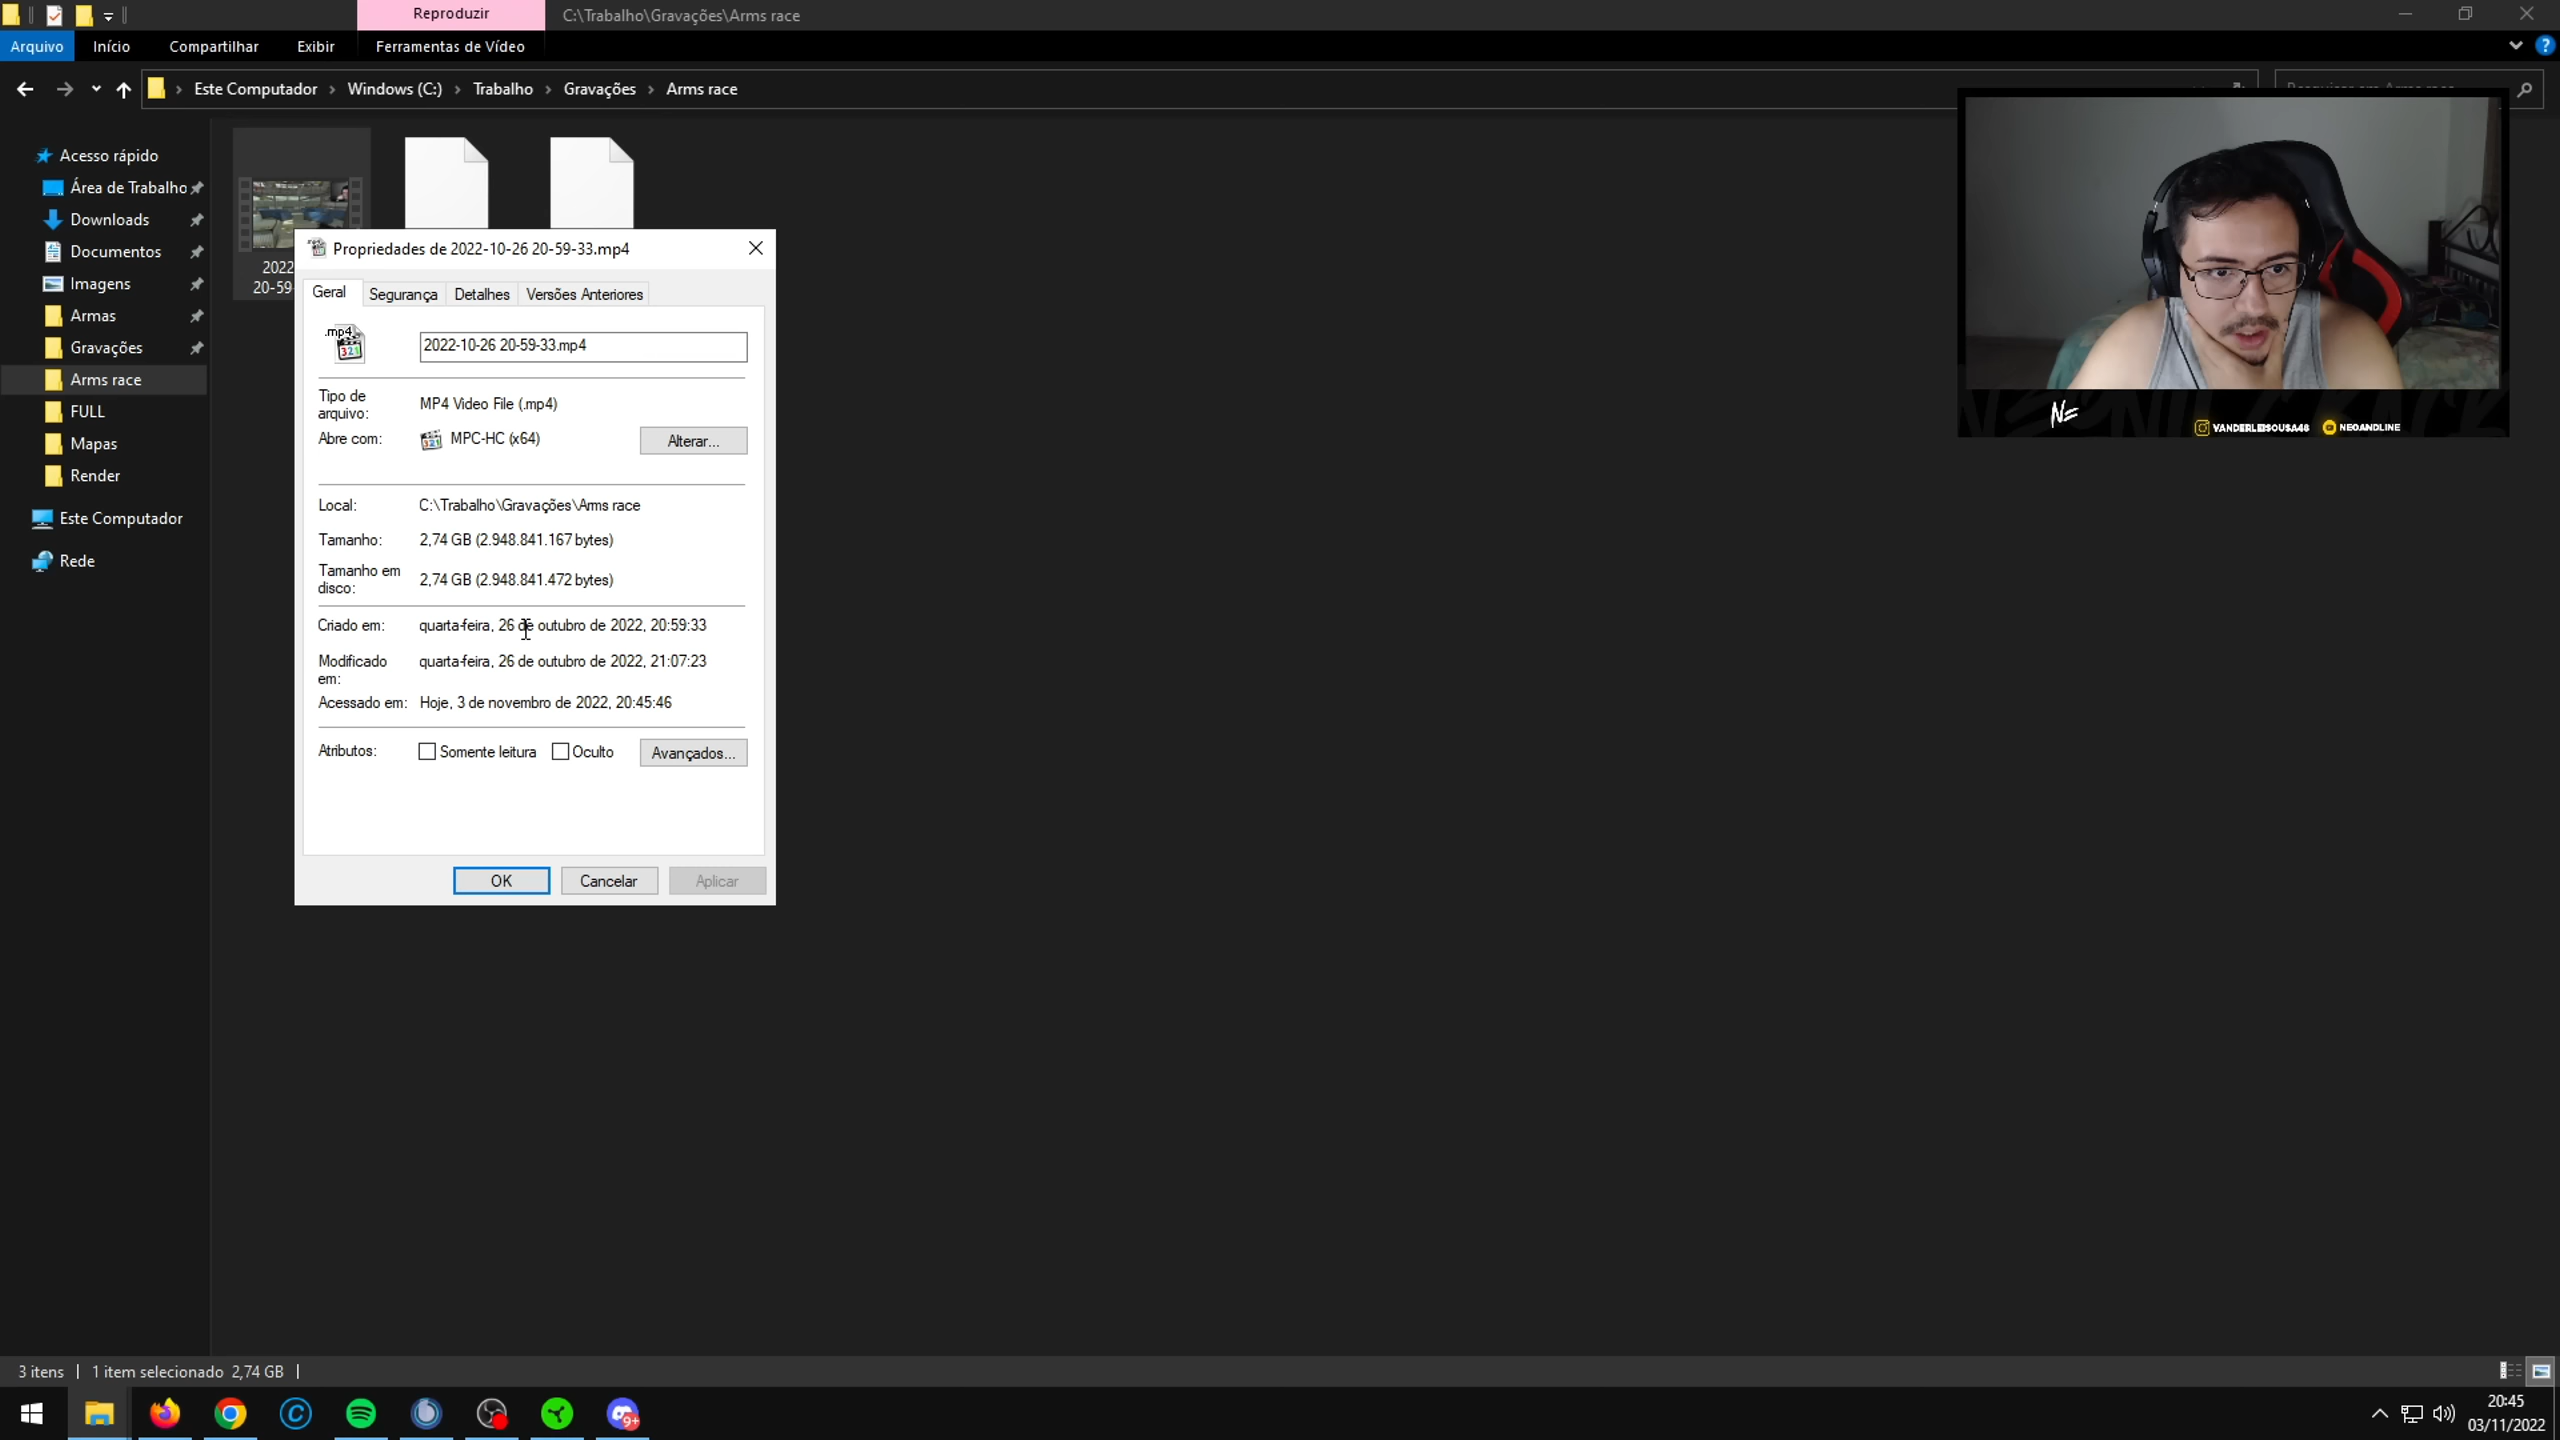 Reproduzir
C:\Trabalho\Gravações\Arms race
Arquivo
Início
Compartilhar
Exibir
Ferramentas de Vídeo
Este Computador
Windows (C:)
Trabalho
Gravações
Arms race
Acesso rápido
Área de Trabalho
Downloads
Documentos
Imagens
Armas
Gravações
Arms race
FULL
Mapas
Render
Este Computador
Rede
2022
20-59
Propriedades de 2022-10-26 20-59-33.mp4
Geral
Segurança
Detalhes
Versões Anteriores
.mp4
321
2022-10-26 20-59-33.mp4
Tipo de
arquivo:
MP4 Video File (.mp4)
Abre com:
MPC-HC (x64)
Alterar...
Local:
C:\Trabalho\Gravações\Arms race
Tamanho:
2,74 GB (2.948.841.167 bytes)
Tamanho em
disco:
2,74 GB (2.948.841.472 bytes)
Criado em:
quarta-feira, 26 de outubro de 2022, 20:59:33
Modificado
em:
quarta-feira, 26 de outubro de 2022, 21:07:23
Acessado em:
Hoje, 3 de novembro de 2022, 20:45:46
Atributos:
Somente leitura
Oculto
Avançados...
OK
Cancelar
Aplicar
NE
VANDERLEISOUSA48
NEOANDLINE
3 itens
1 item selecionado 2,74 GB
9+
20:45
03/11/2022